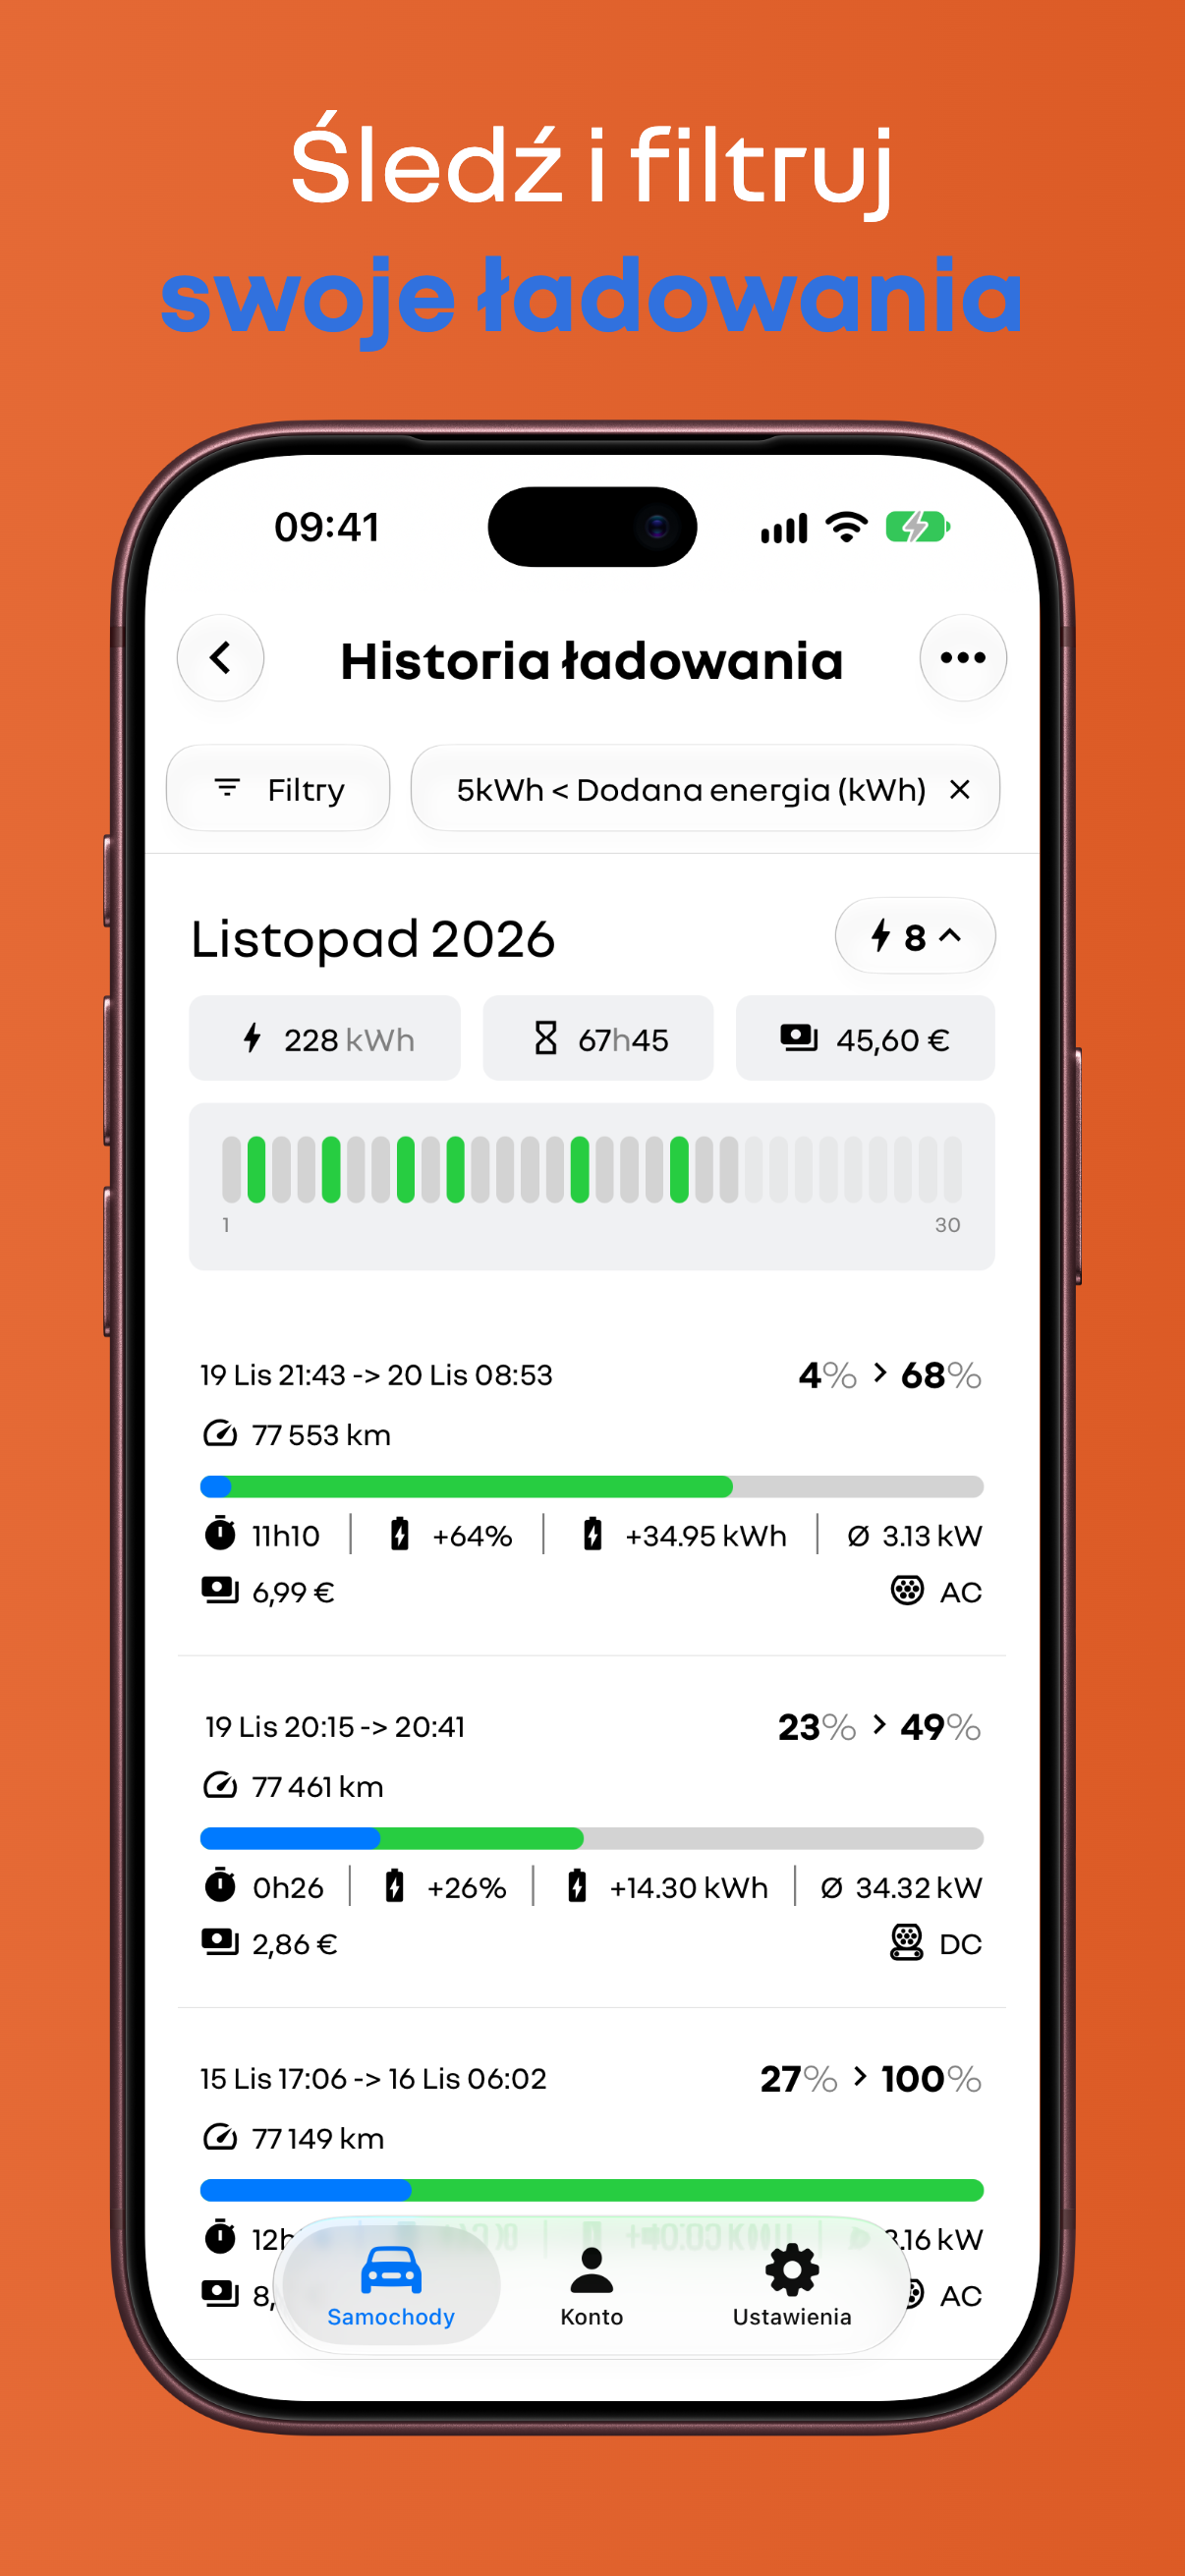 Śledź i filtruj
swoje ładowania
09:41
Historia ładowania
Filtry
5kWh < Dodana energia (kWh) ×
Listopad 2026
8
228 kWh
67h45
45,60 €
1
30
19 Lis 21:43 -> 20 Lis 08:53
4% > 68%
77 553 km
11h10 | +64% | +34.95 kWh | Ø 3.13 kW
6,99 €
AC
19 Lis 20:15 -> 20:41
23% > 49%
77 461 km
0h26 | +26% | +14.30 kWh | Ø 34.32 kW
2,86 €
DC
15 Lis 17:06 -> 16 Lis 06:02
27% > 100%
77 149 km
.16 kW
AC
Samochody
Konto
Ustawienia